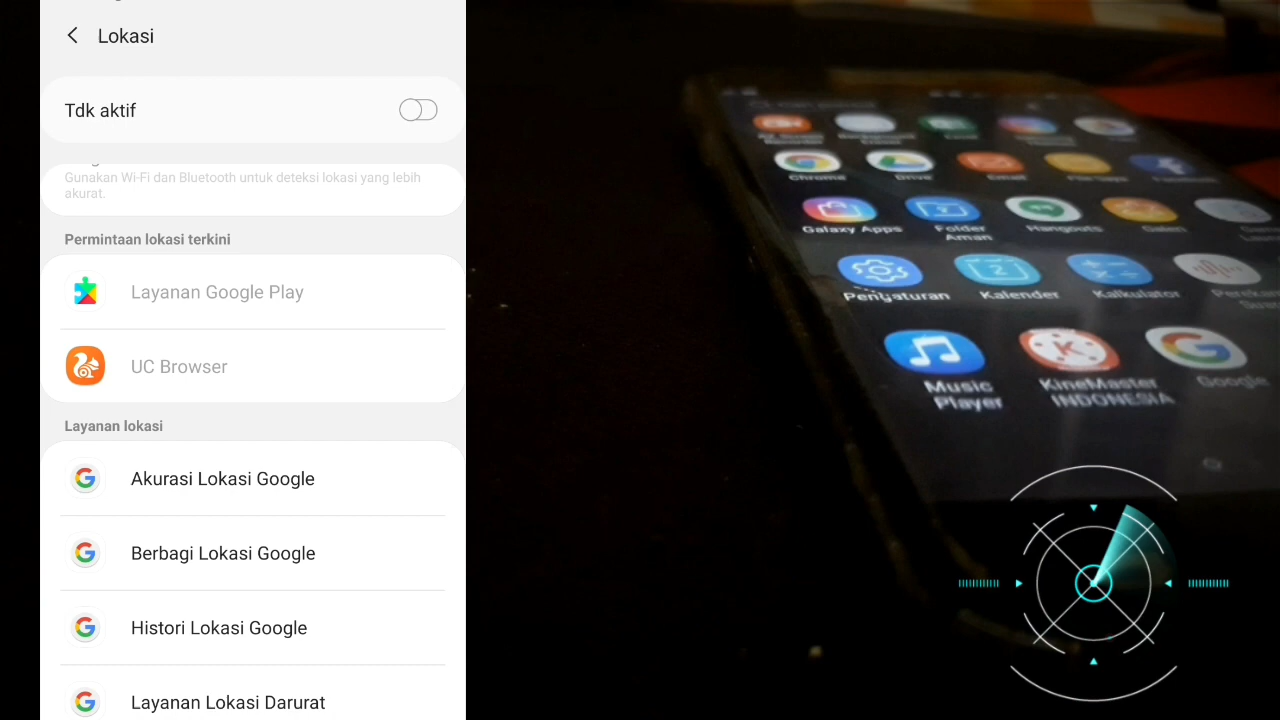 Lokasi
Tdk aktif
Gunakan Wi-Fi dan Bluetooth untuk deteksi lokasi yang lebih
akurat.
Permintaan lokasi terkini
Layanan Google Play
UC Browser
Layanan lokasi
Akurasi Lokasi Google
Berbagi Lokasi Google
Histori Lokasi Google
Layanan Lokasi Darurat
Chrome
Drive
Galaxy Apps
Folder
Aman
Hangouts
Galeri
Pengaturan
Kalender
Kalkulator
Music
Player
KineMaster
INDONESIA
Google